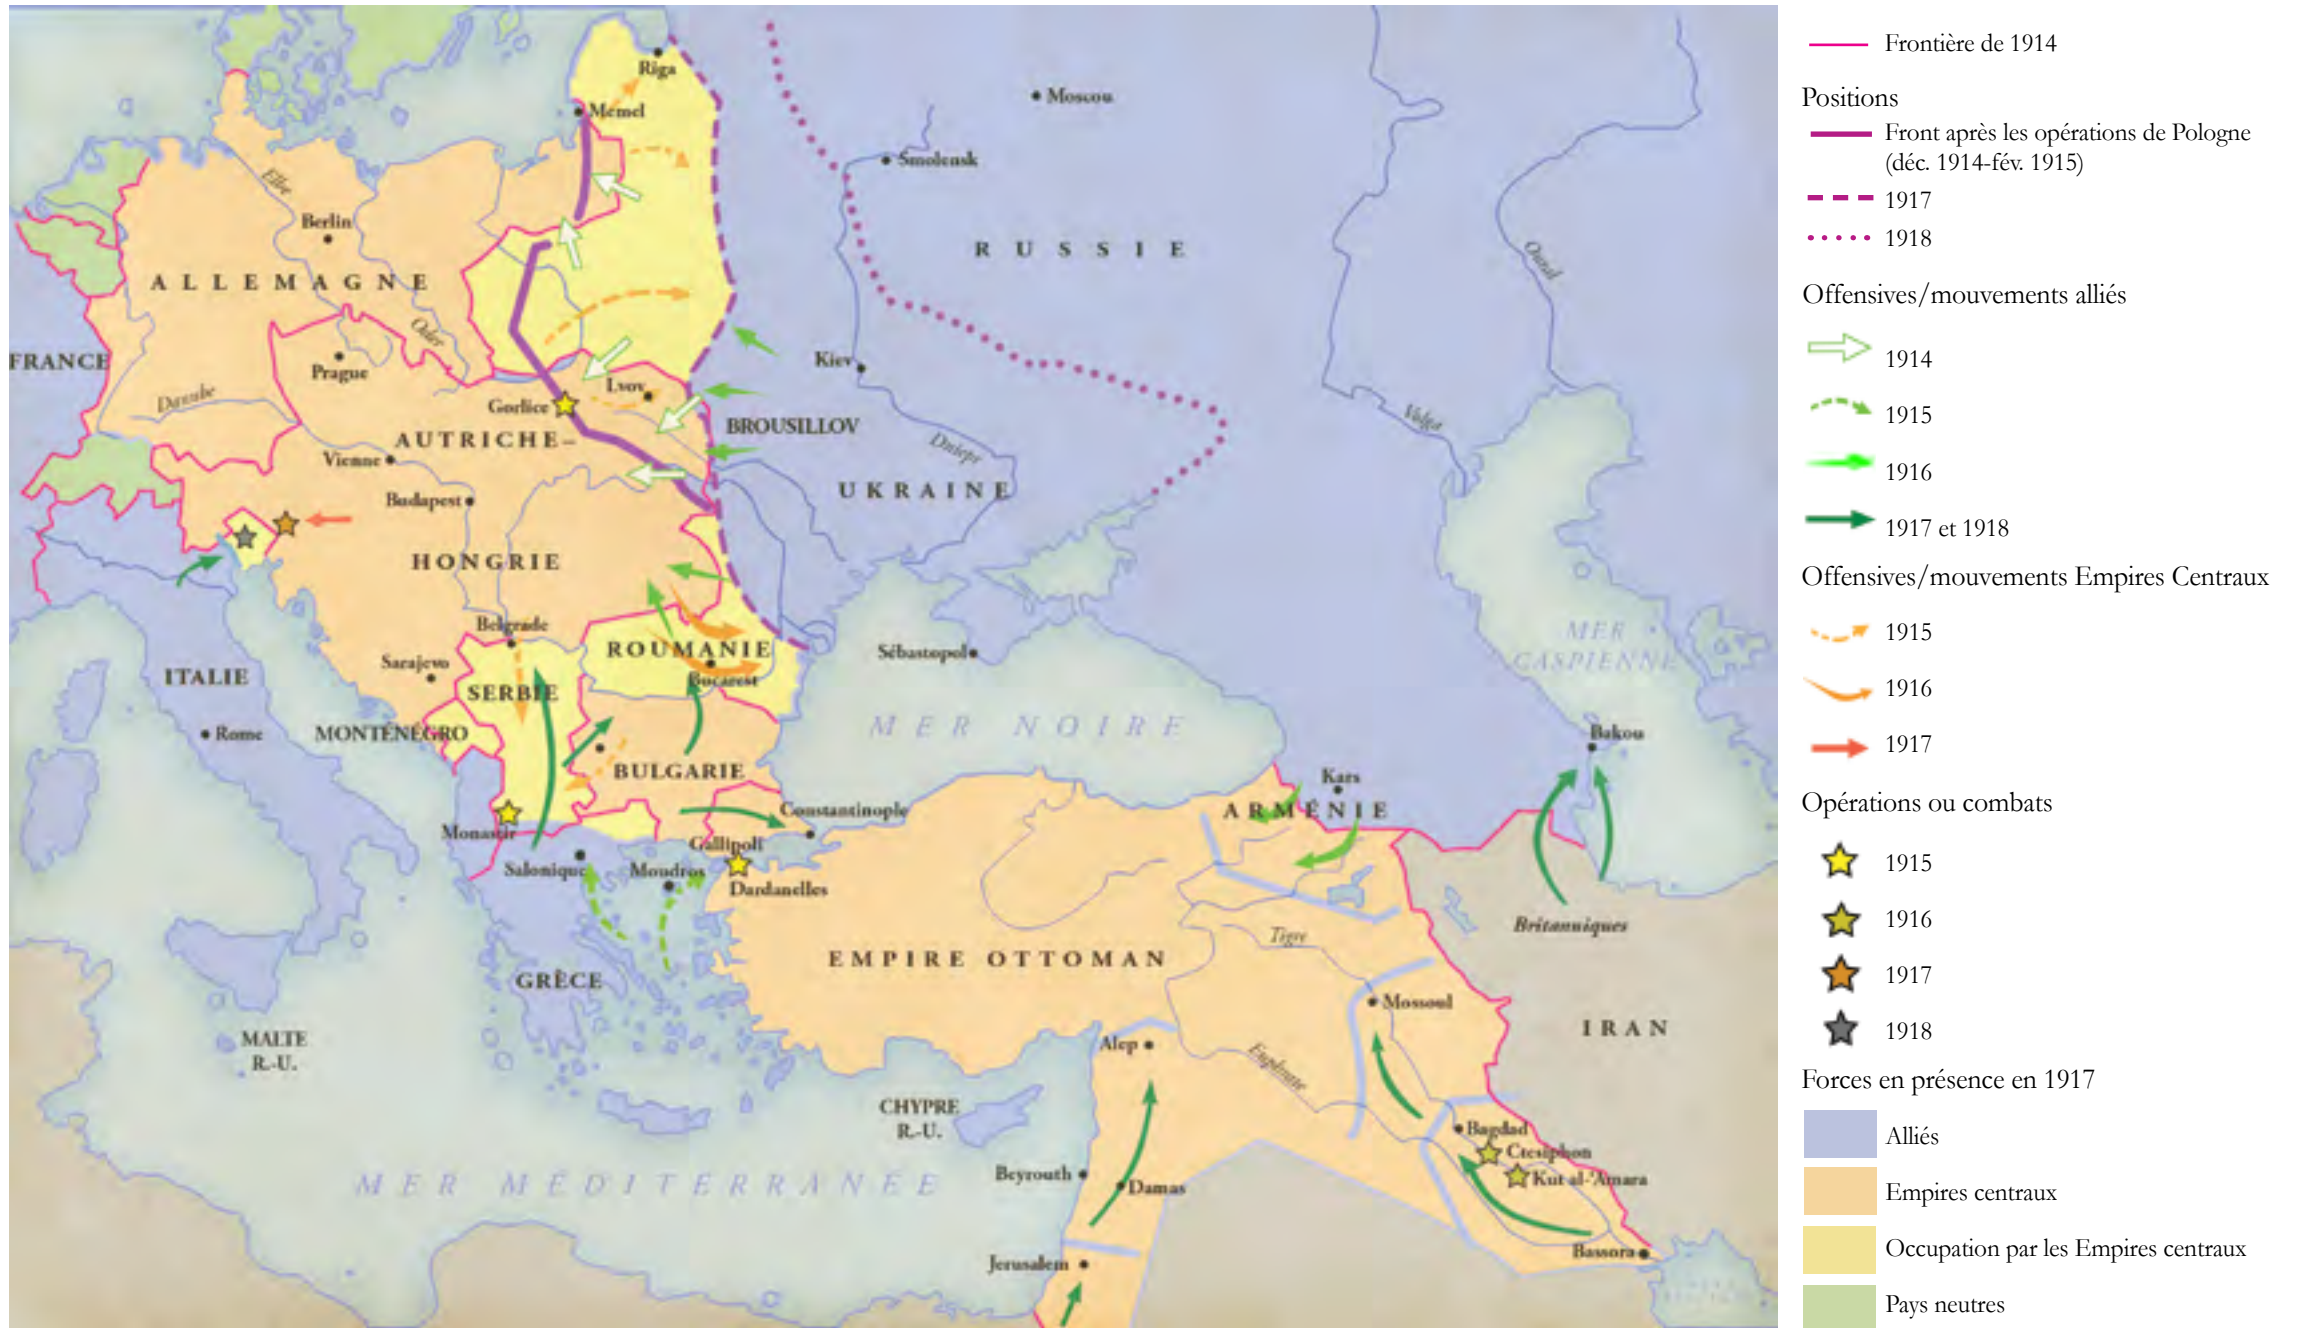 Riga
Memel
Moscou
Smolensk
Elbe
Berlin
RUSSIE
Oural
ALLEMAGNE
Oder
FRANCE
Prague
Kiev
Danube
Lvov
Gorlice
BROUSILLOV
Volga
AUTRICHE-
Dniepr
Vienne
UKRAINE
Budapest
HONGRIE
Belgrade
ROUMANIE
Sébastopol
MER
CASPIENNE
Sarajevo
ITALIE
Bucarest
SERBIE
Rome
MONTÉNÉGRO
MER NOIRE
Bakou
BULGARIE
Kars
Constantinople
ARMÉNIE
Monastir
Gallipoli
Salonique
Moudros
Dardanelles
Britanniques
Tigre
EMPIRE OTTOMAN
GRÈCE
Mossoul
IRAN
MALTE
R.-U.
Alep
Euphrate
CHYPRE
R.-U.
Bagdad
Ctesiphon
Beyrouth
Kut al-'Amara
MER MÉDITERRANÉE
Damas
Bassora
Jerusalem
Frontière de 1914
Positions
Front après les opérations de Pologne
(déc. 1914-fév. 1915)
1917
1918
Offensives/mouvements alliés
1914
1915
1916
1917 et 1918
Offensives/mouvements Empires Centraux
1915
1916
1917
Opérations ou combats
1915
1916
1917
1918
Forces en présence en 1917
Alliés
Empires centraux
Occupation par les Empires centraux
Pays neutres